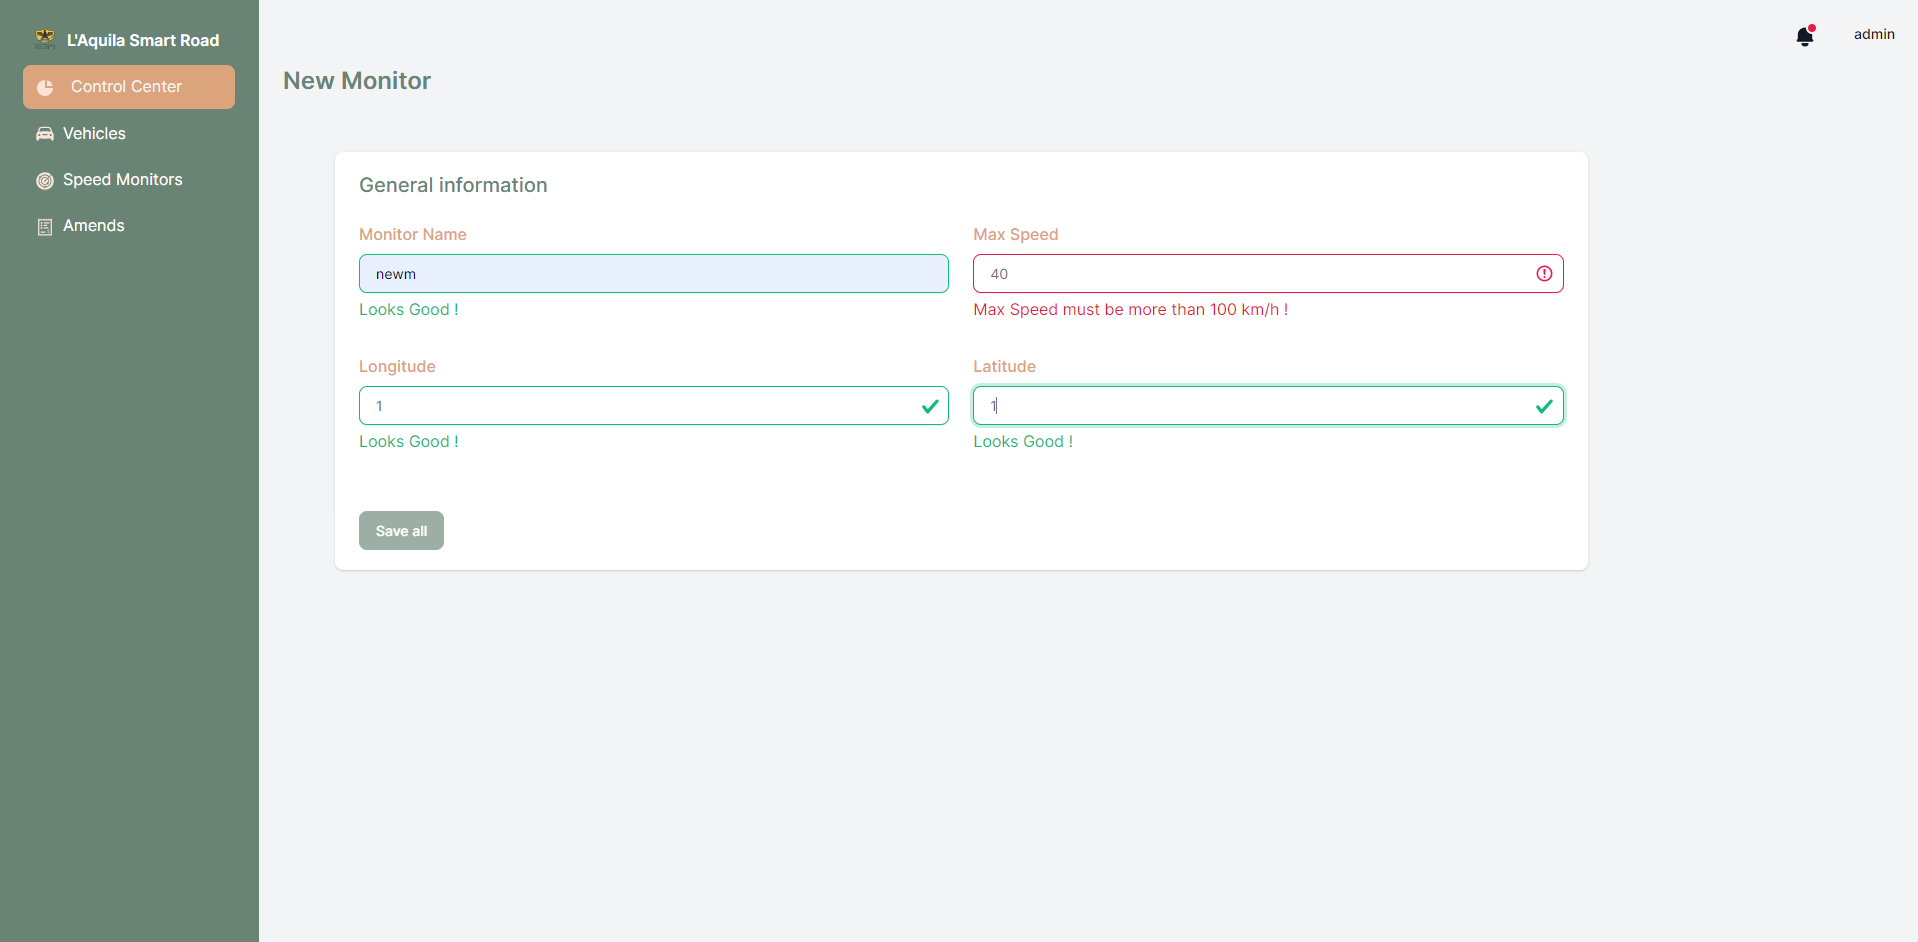 L'Aquila Smart Road
Control Center
Vehicles
Speed Monitors
Amends
admin
New Monitor
General information
Monitor Name
Max Speed
newm
40
Looks Good !
Max Speed must be more than 100 km/h !
Longitude
Latitude
1
1
Looks Good !
Looks Good !
Save all